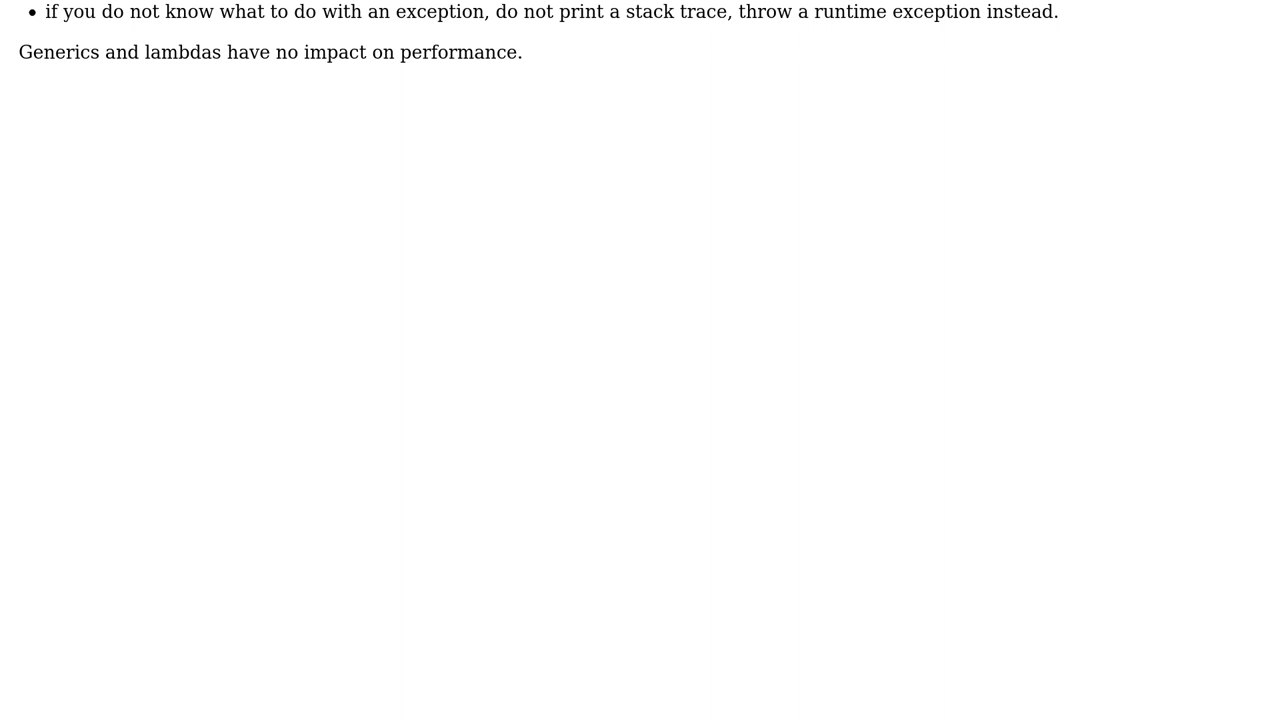 • if you do not know what to do with an exception, do not print a stack trace, throw a runtime exception instead.
Generics and lambdas have no impact on performance.